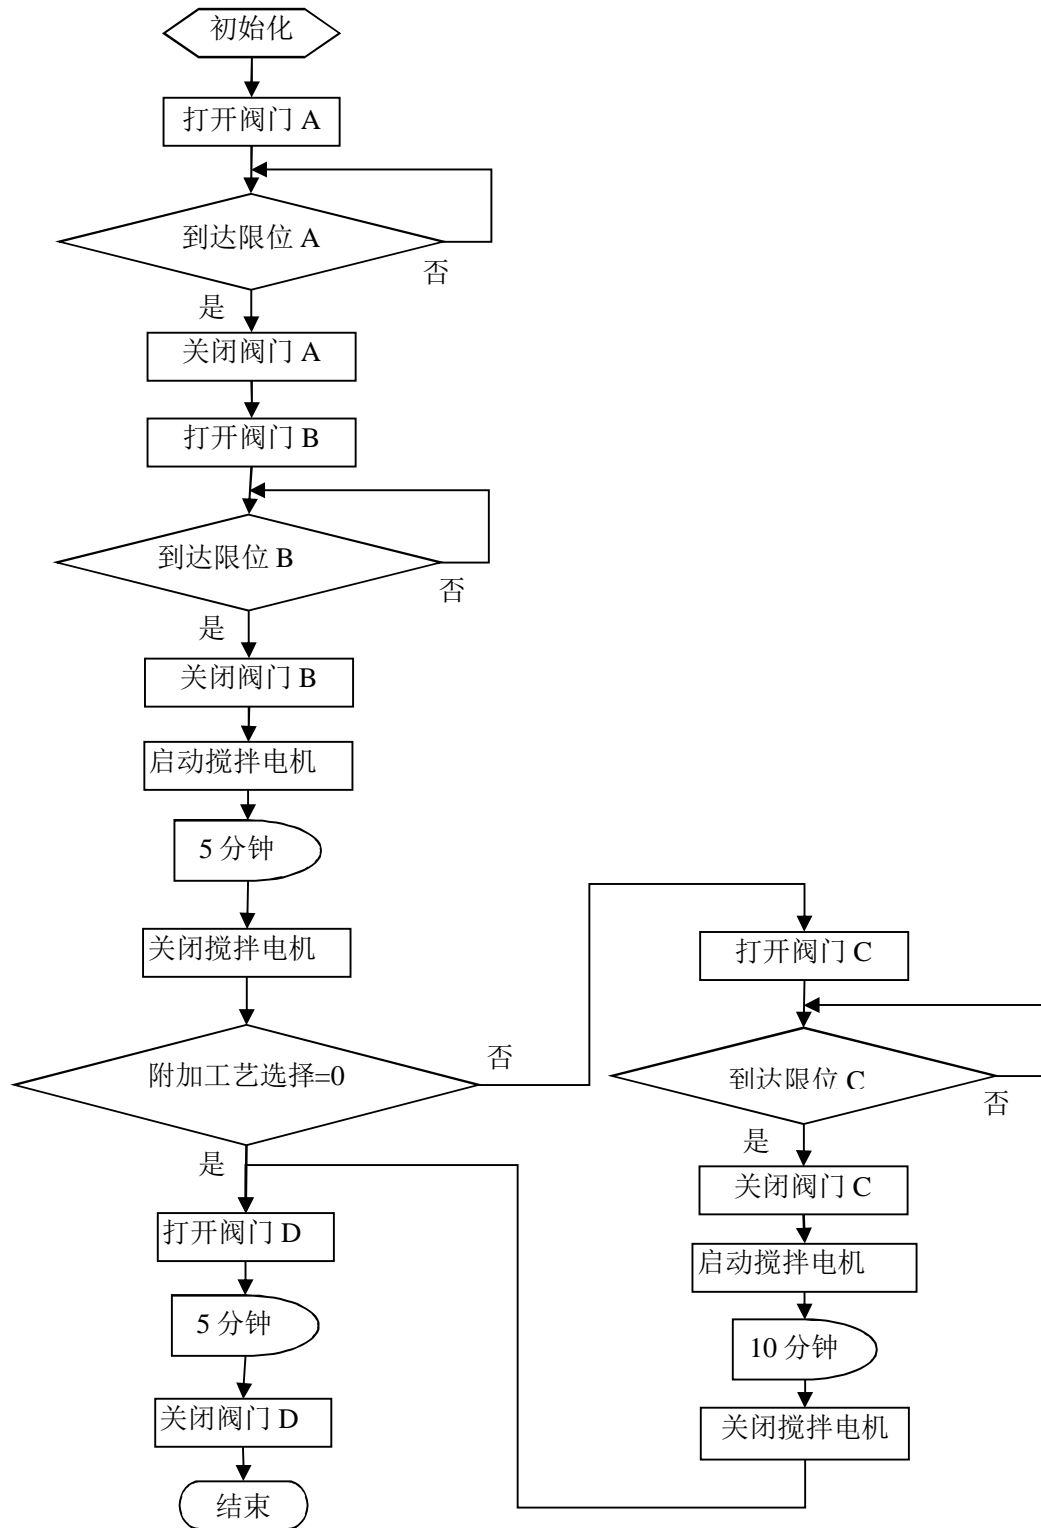 初始化
打开阀门 A
到达限位 A
否
是
关闭阀门 A
打开阀门 B
到达限位 B
否
是
关闭阀门 B
启动搅拌电机
5 分钟
关闭搅拌电机
附加工艺选择=0
否
是
打开阀门 D
5 分钟
关闭阀门 D
结束
打开阀门 C
到达限位 C
否
是
关闭阀门 C
启动搅拌电机
10 分钟
关闭搅拌电机